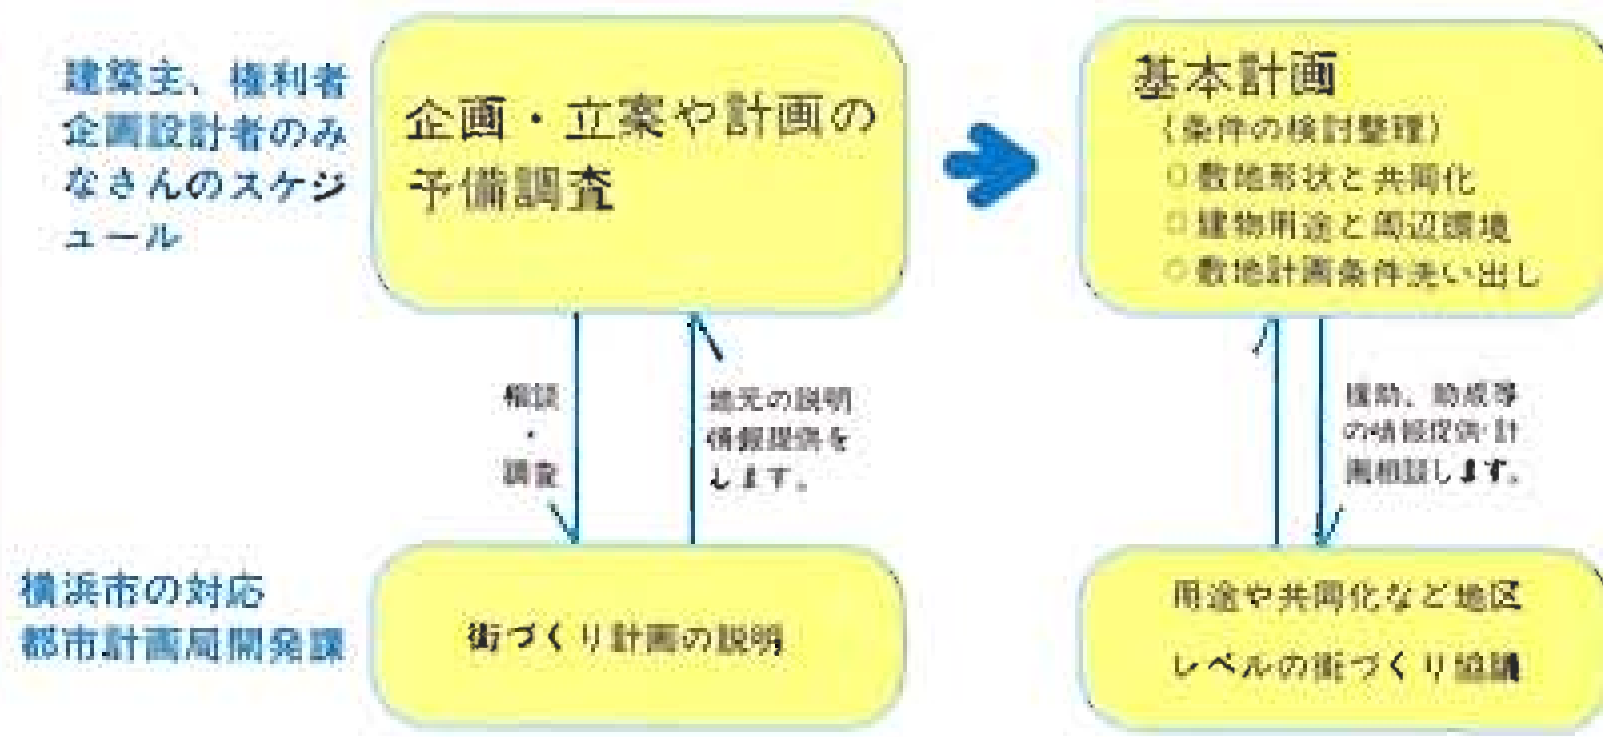 建築主、権利者
企画設計者のみ
なさんのスケジ
ュール
企画・立案や計画の
予備調査
基本計画
(条件の検討整理)
○敷地形状と共同化
○建物用途と周辺環境
○敷地計画条件洗い出し
相談
・
調査
地元の説明
情報提供を
します。
援助、助成等
の情報提供・計
画相談します。
横浜市の対応
都市計画局開発課
街づくり計画の説明
用途や共同化など地区
レベルの街づくり協議